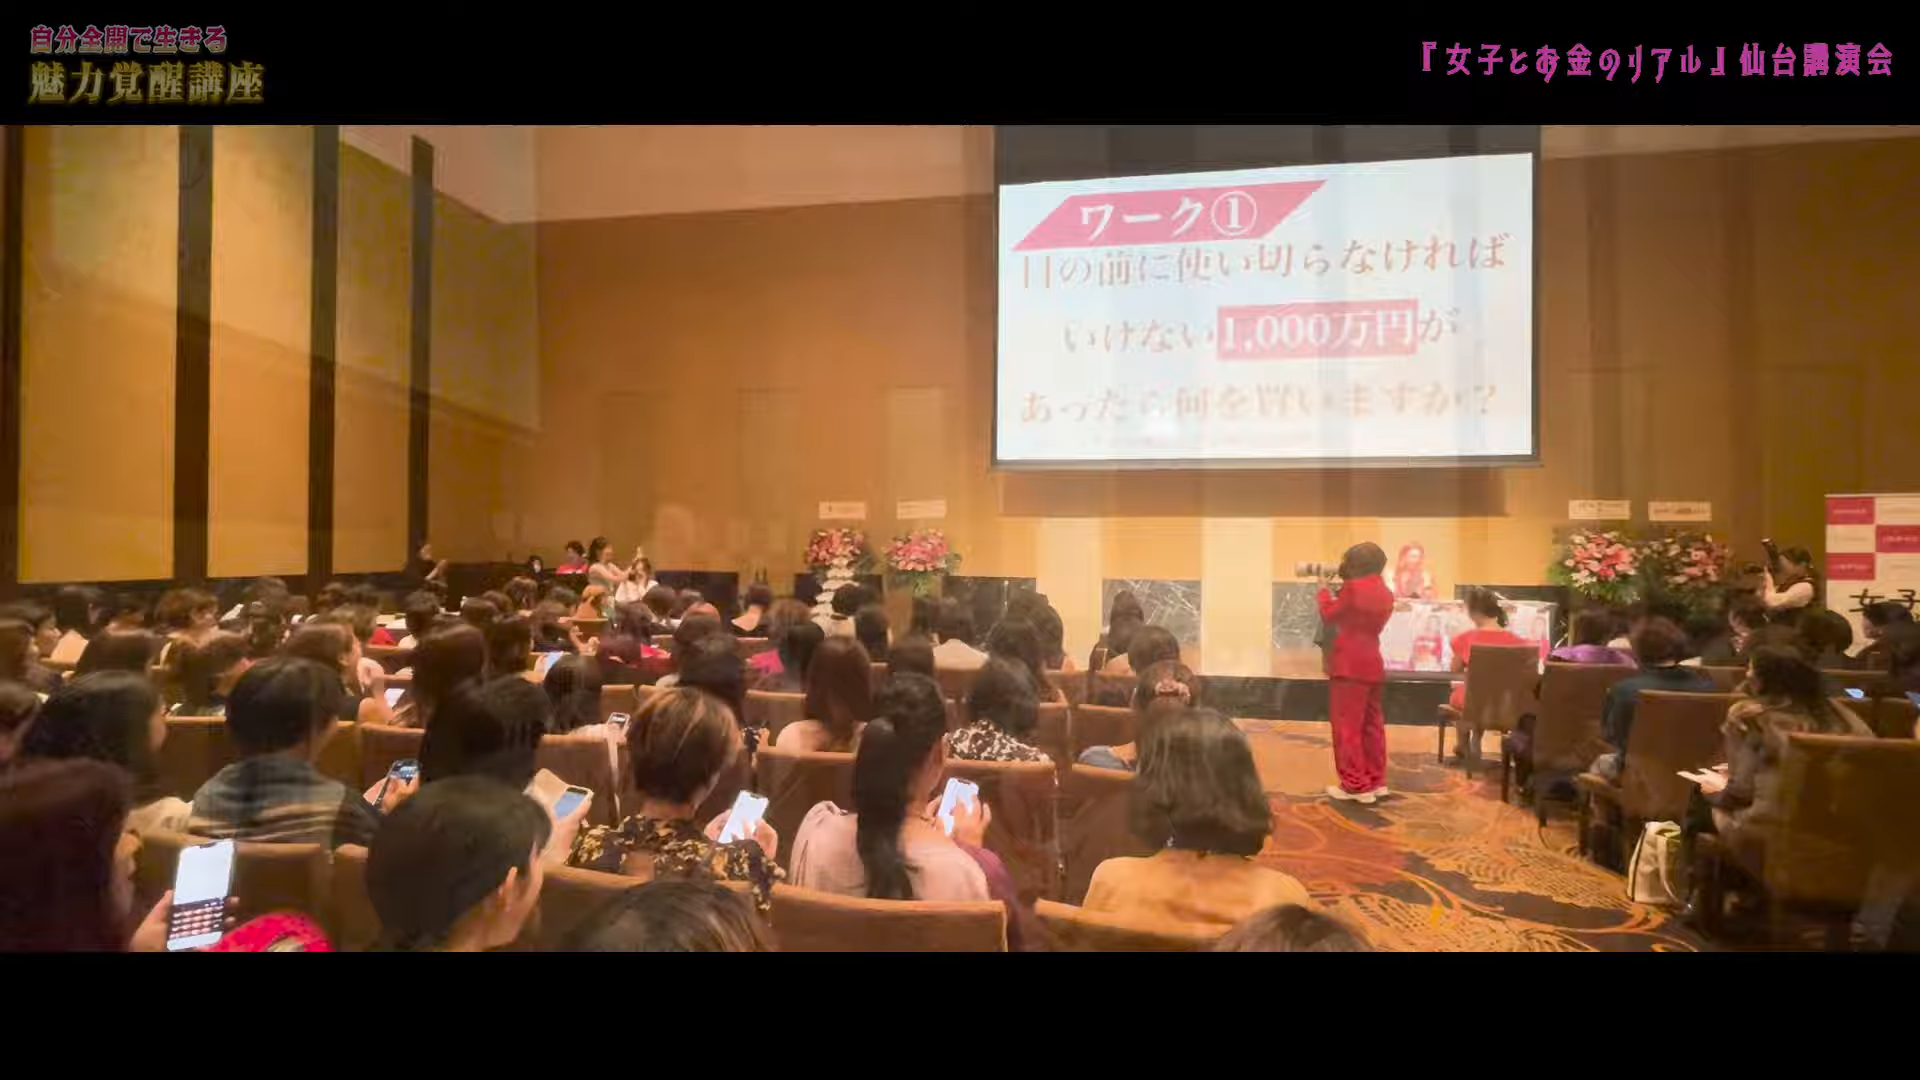 自分全開で生きる
魅力覚醒講座
『女子とお金のリアル』仙台講演会
ワーク①
目の前に使い切らなければ
いけない1,000万円が
あったら何を買いますか?
女子